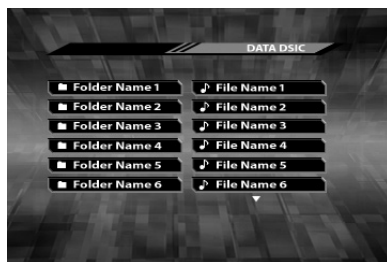 DATA DSIC
Folder Name 1
File Name 1
Folder Name 2
File Name 2
Folder Name 3
File Name 3
Folder Name 4
File Name 4
Folder Name 5
File Name 5
Folder Name 6
File Name 6